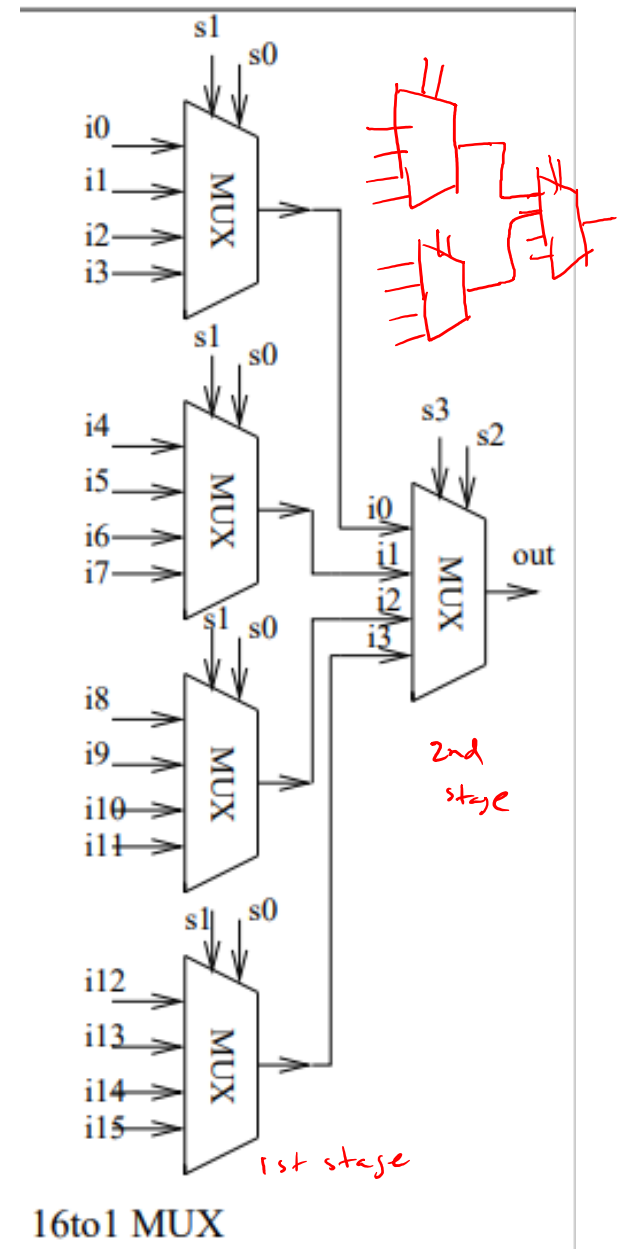 s1
s0
i0
i1
i2
i3
MUX
s1
s0
i4
i5
i6
i7
MUX
s3
s2
i0
i1
i2
i3
MUX
out
s1
s0
i8
i9
i10
i11
MUX
2nd
stage
s1
s0
i12
i13
i14
i15
MUX
1st stage
16to1 MUX